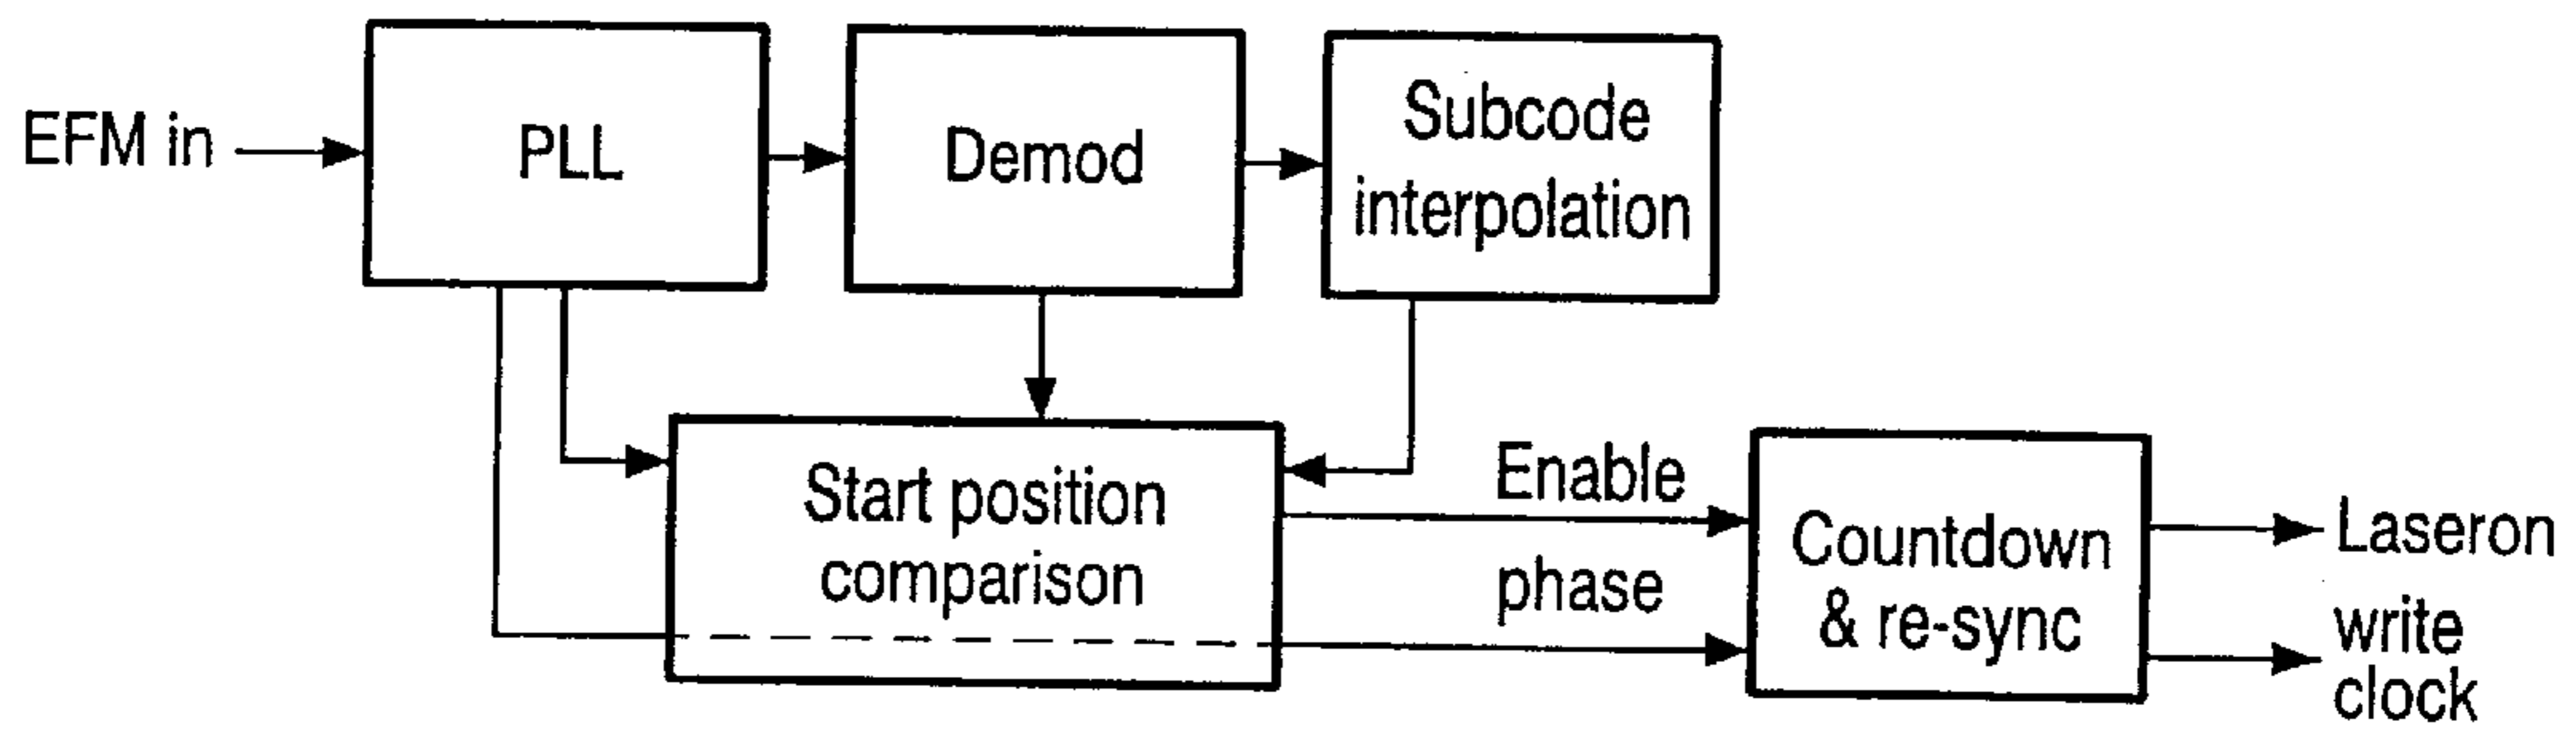 EFM in
PLL
Demod
Subcode
interpolation
Start position
comparison
Enable
phase
Countdown
& re-sync
Laseron
write
clock